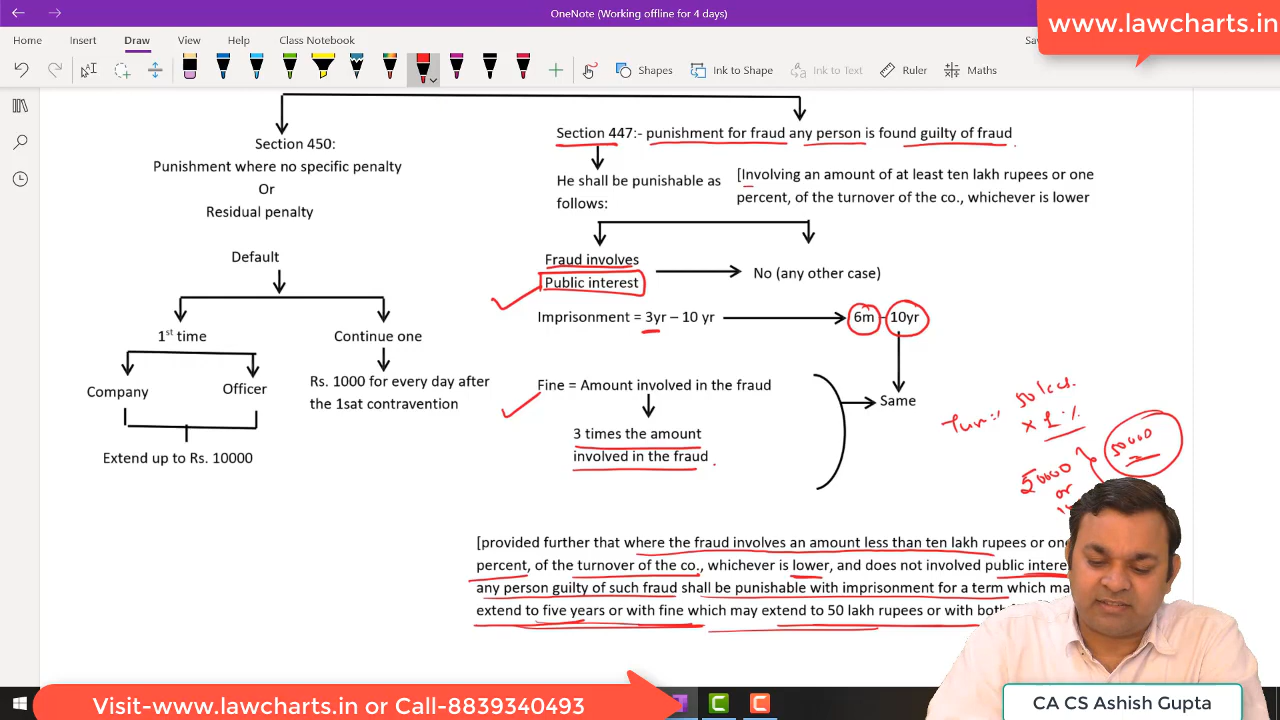 OneNote (Working offline for 4 days)
www.lawcharts.in
Home Insert Draw View Help Class Notebook
Shapes Ink to Shape Ink to Text Ruler Maths
Section 450:
Punishment where no specific penalty
Or
Residual penalty
Default
1st time
Continue one
Company
Officer
Rs. 1000 for every day after
the 1sat contravention
Extend up to Rs. 10000
Section 447:- punishment for fraud any person is found guilty of fraud
He shall be punishable as
follows:
[Involving an amount of at least ten lakh rupees or one
percent, of the turnover of the co., whichever is lower
Fraud involves
Public interest
No (any other case)
Imprisonment = 3yr – 10 yr
6m - 10yr
Fine = Amount involved in the fraud
Same
3 times the amount
involved in the fraud
50 lcs.
x 1 %
50000
50000
or
[provided further that where the fraud involves an amount less than ten lakh rupees or one
percent, of the turnover of the co., whichever is lower, and does not involved public
any person guilty of such fraud shall be punishable with imprisonment for a term which
extend to five years or with fine which may extend to 50 lakh rupees or with both
Visit-www.lawcharts.in or Call-8839340493
CA CS Ashish Gupta